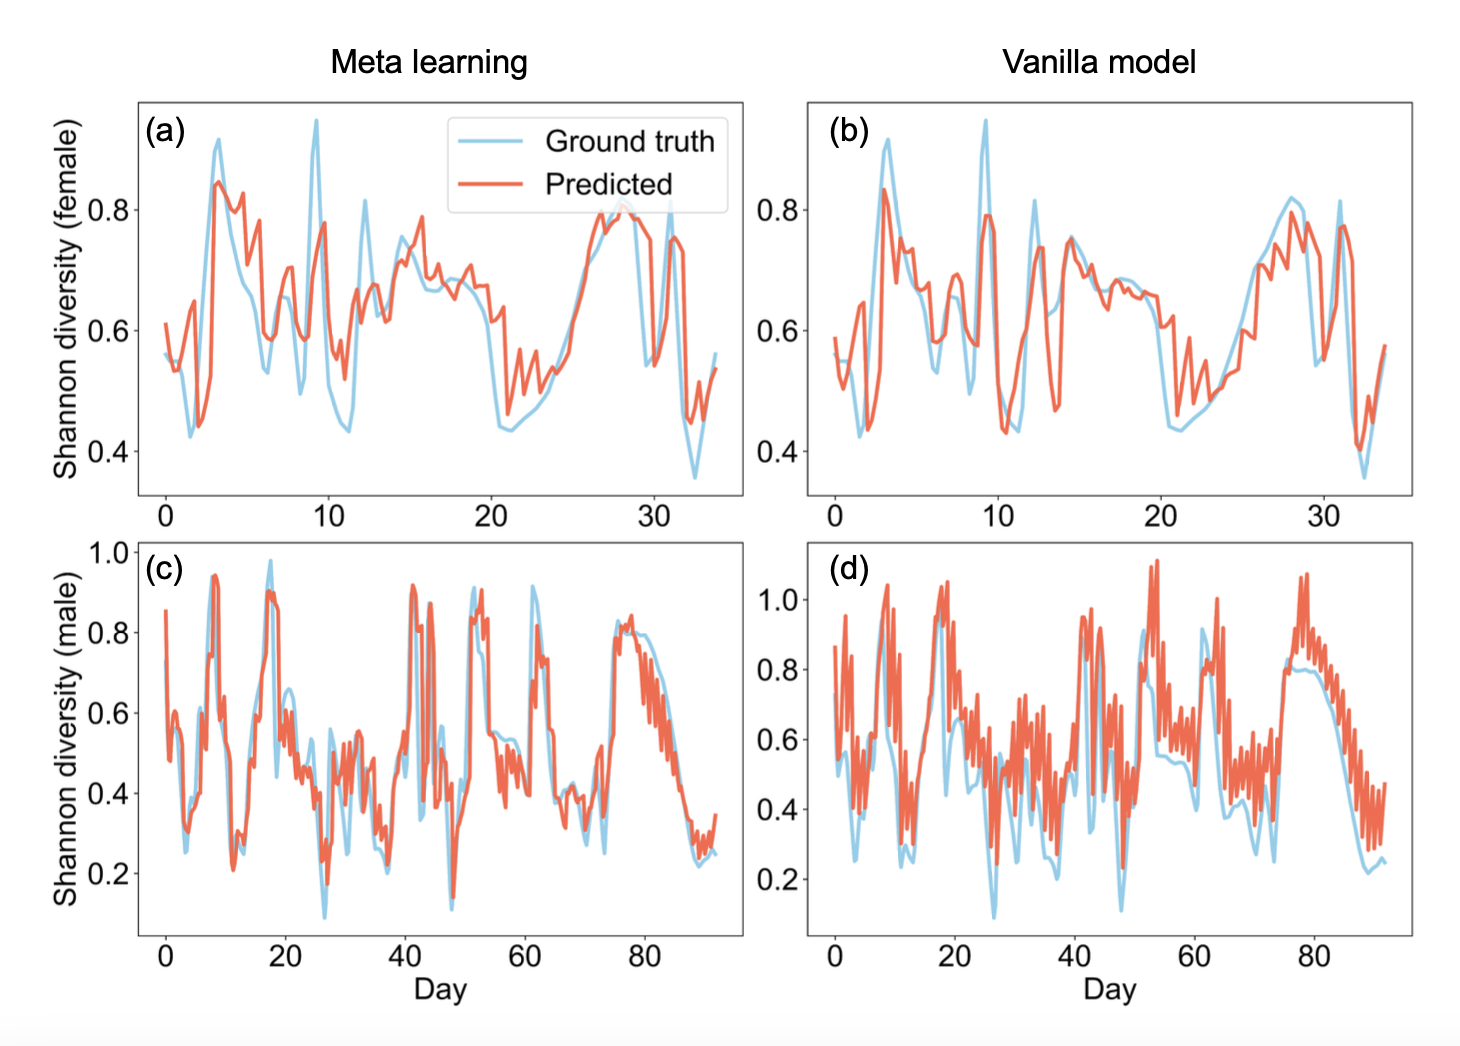 Meta learning
Vanilla model
(a)
Ground truth
Predicted
Shannon diversity (female)
0.8
0.6
0.4
0
10
20
30
(b)
0.8
0.6
0.4
0
10
20
30
(c)
Shannon diversity (male)
1.0
0.8
0.6
0.4
0.2
0
20
40
60
80
Day
(d)
1.0
0.8
0.6
0.4
0.2
0
20
40
60
80
Day